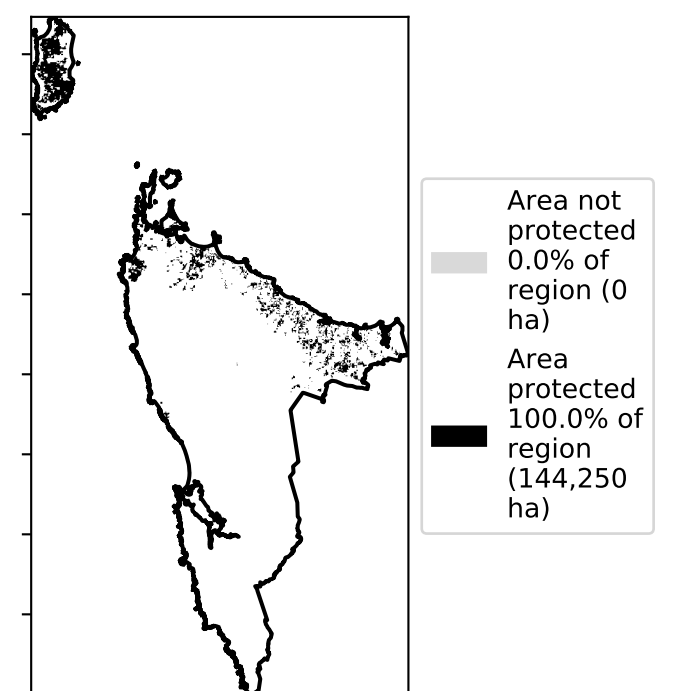 Area not
protected
0.0% of
region (0
ha)
Area
protected
100.0% of
region
(144,250
ha)